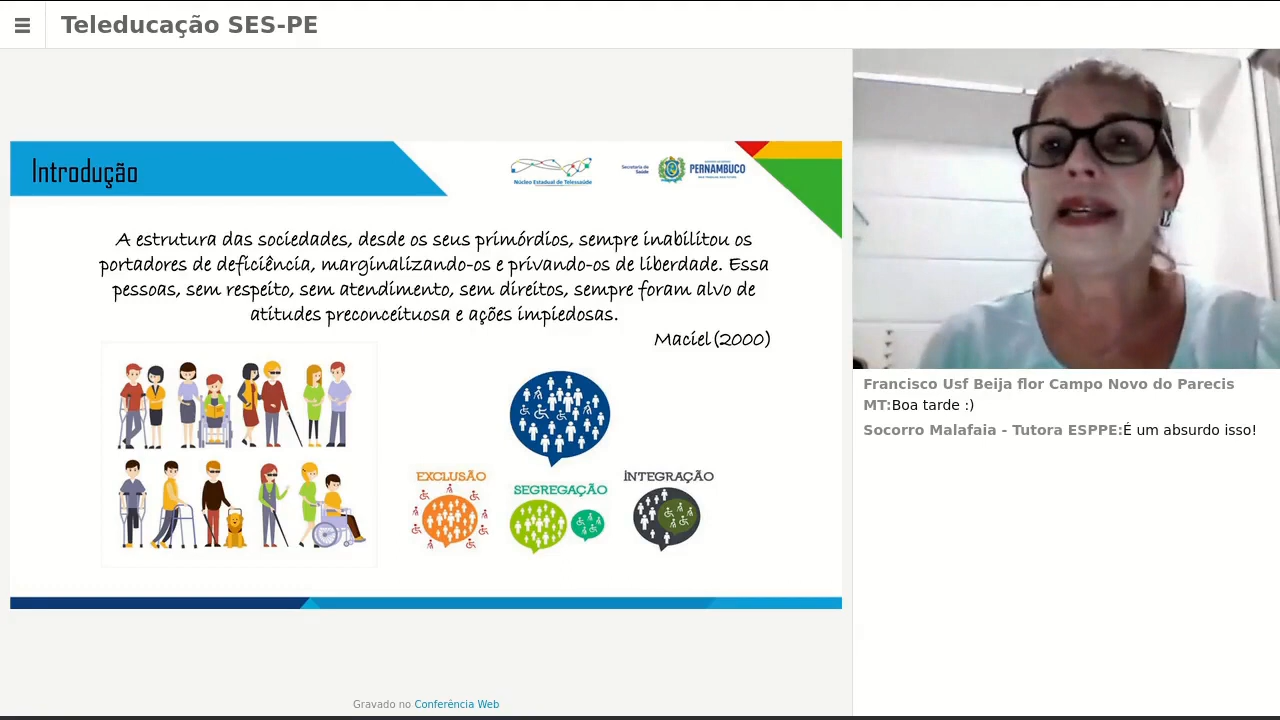 Teleducação SES-PE
Introdução
Núcleo Estadual de Telessaúde
Secretaria de
Saúde
PERNAMBUCO
A estrutura das sociedades, desde os seus primórdios, sempre inabilitou os
portadores de deficiência, marginalizando-os e privando-os de liberdade. Essa
pessoas, sem respeito, sem atendimento, sem direitos, sempre foram alvo de
atitudes preconceituosa e ações impiedosas.
Maciel (2000)
EXCLUSÃO
SEGREGAÇÃO
INTEGRAÇÃO
Francisco Usf Beija flor Campo Novo do Parecis
MT:Boa tarde :)
Socorro Malafaia - Tutora ESPPE:É um absurdo isso!
Gravado no Conferência Web